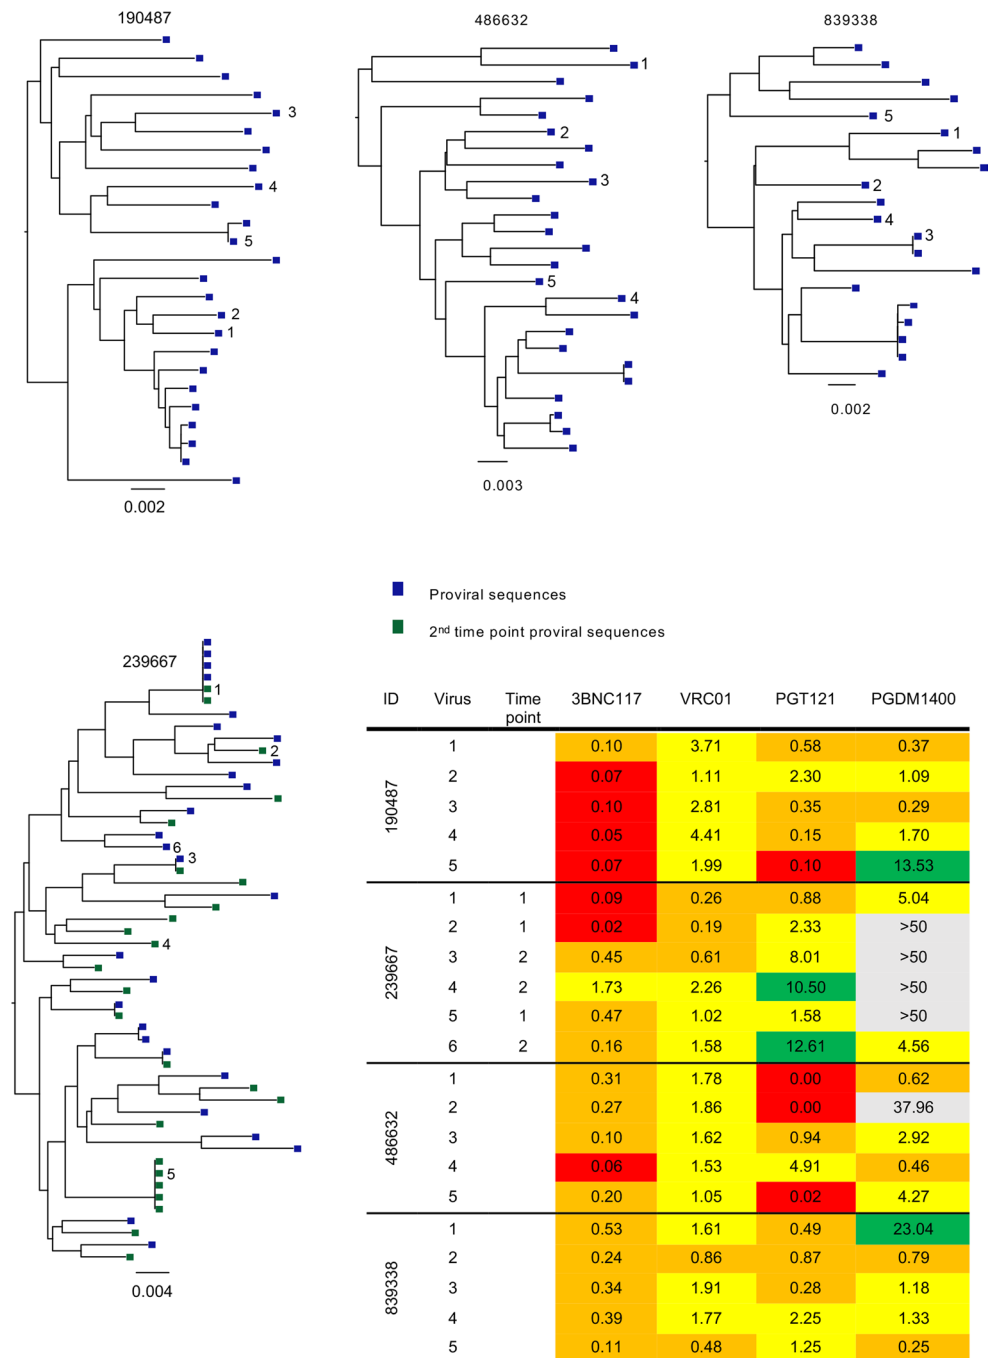 190487
486632
839338
3
4
5
2
1
0.002
1
2
3
5
4
0.003
5
1
2
4
3
0.002
Proviral sequences
2nd time point proviral sequences
239667
1
2
6
3
4
5
0.004
ID Virus Time point 3BNC117 VRC01 PGT121 PGDM1400
190487
1 0.10 3.71 0.58 0.37
2 0.07 1.11 2.30 1.09
3 0.10 2.81 0.35 0.29
4 0.05 4.41 0.15 1.70
5 0.07 1.99 0.10 13.53
239667
1 1 0.09 0.26 0.88 5.04
2 1 0.02 0.19 2.33 >50
3 2 0.45 0.61 8.01 >50
4 2 1.73 2.26 10.50 >50
5 1 0.47 1.02 1.58 >50
6 2 0.16 1.58 12.61 4.56
486632
1 0.31 1.78 0.00 0.62
2 0.27 1.86 0.00 37.96
3 0.10 1.62 0.94 2.92
4 0.06 1.53 4.91 0.46
5 0.20 1.05 0.02 4.27
839338
1 0.53 1.61 0.49 23.04
2 0.24 0.86 0.87 0.79
3 0.34 1.91 0.28 1.18
4 0.39 1.77 2.25 1.33
5 0.11 0.48 1.25 0.25